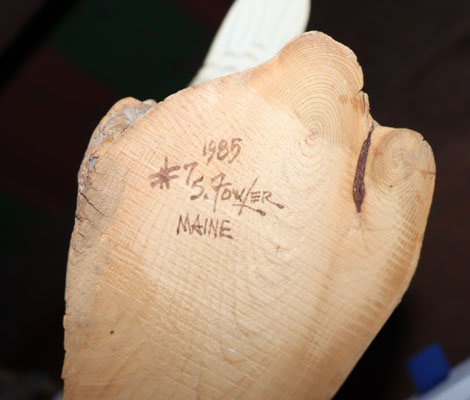 1985
#7
S. Fowler
MAINE